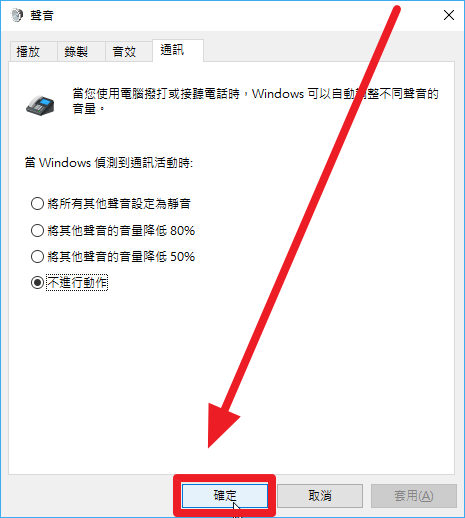 聲音
播放 錄製 音效 通訊
當您使用電腦撥打或接聽電話時，Windows 可以自動調整不同聲音的
音量。
當 Windows 偵測到通訊活動時:
將所有其他聲音設定為靜音
將其他聲音的音量降低 80%
將其他聲音的音量降低 50%
不進行動作
確定 取消 套用(A)